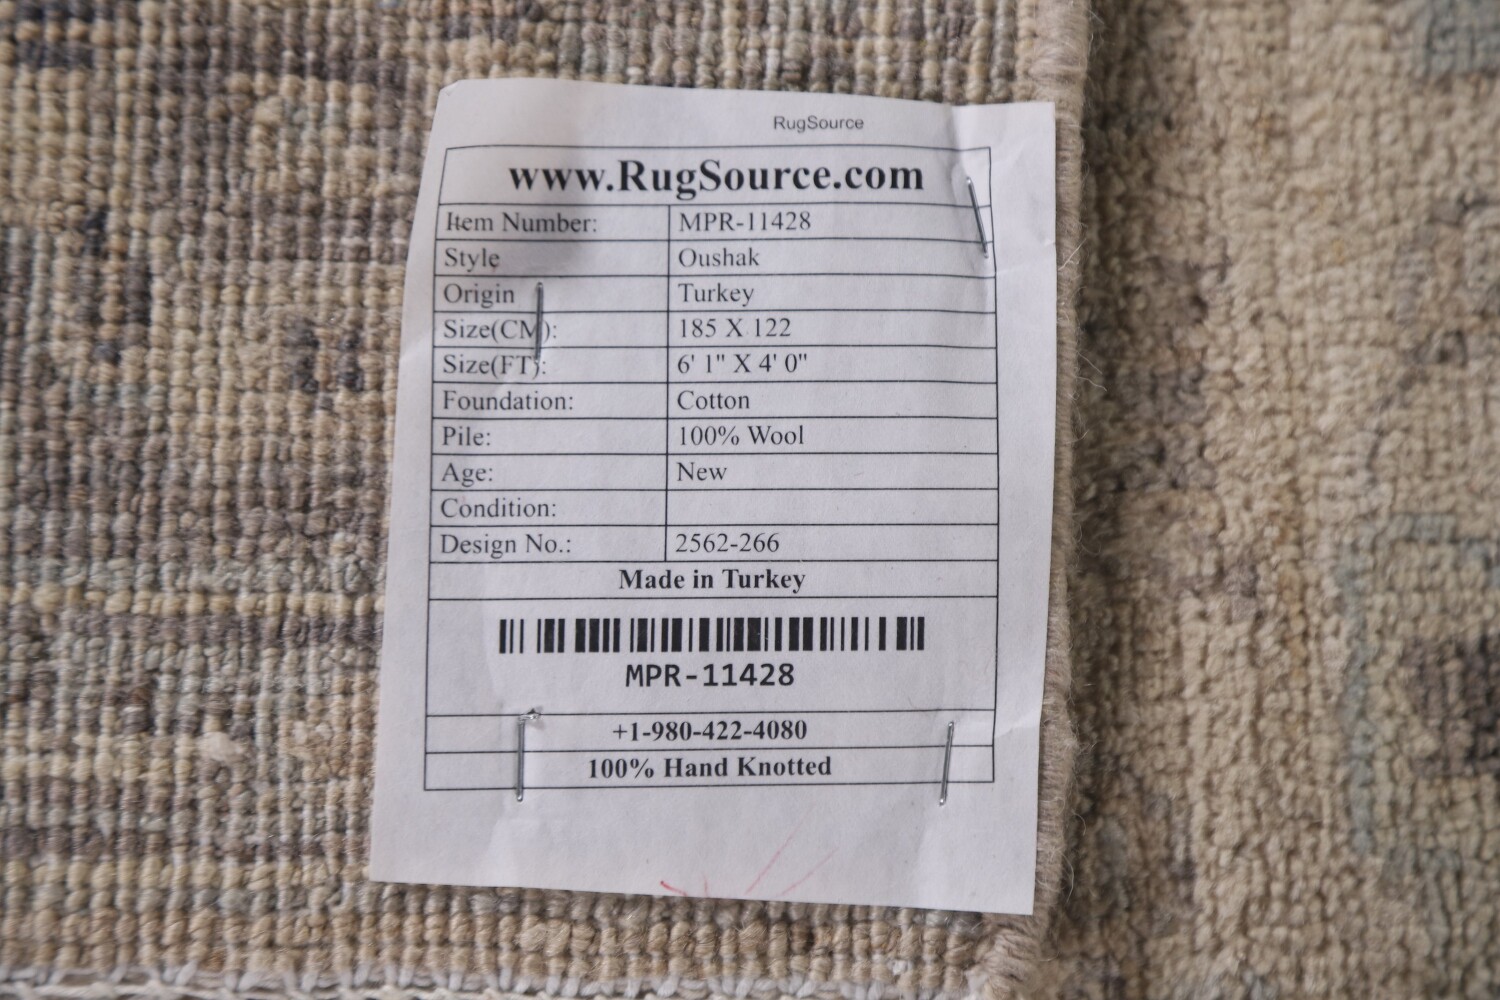 RugSource
www.RugSource.com
Item Number: MPR-11428
Style Oushak
Origin Turkey
Size(CM): 185 X 122
Size(FT): 6' 1" X 4' 0"
Foundation: Cotton
Pile: 100% Wool
Age: New
Condition:
Design No.: 2562-266
Made in Turkey
MPR-11428
+1-980-422-4080
100% Hand Knotted